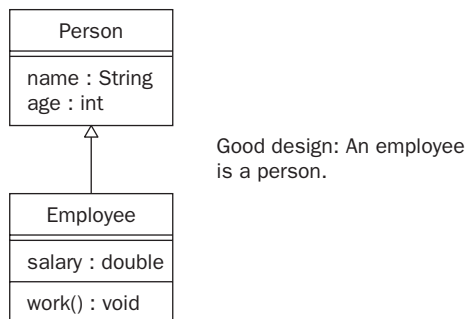 Person
name : String
age : int
Good design: An employee
is a person.
Employee
salary : double
work() : void